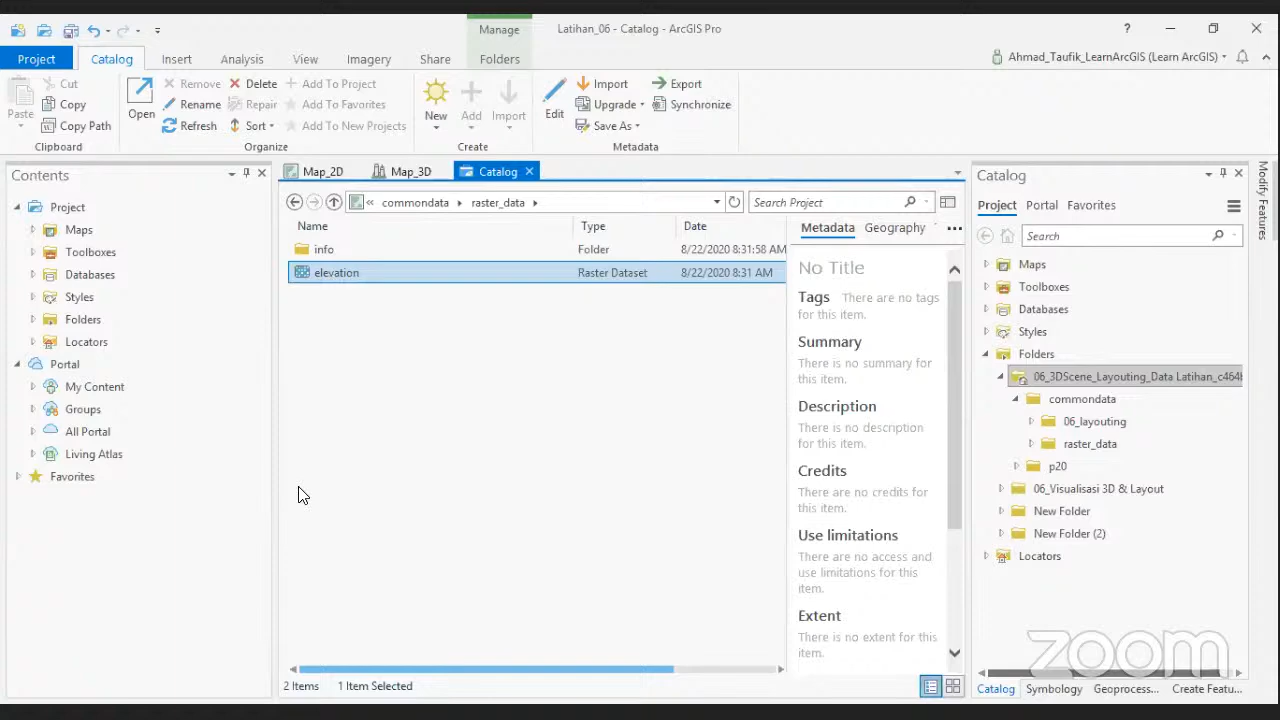 Manage
Latihan_06 - Catalog - ArcGIS Pro
?
Project Catalog Insert Analysis View Imagery Share Folders
Ahmad_Taufik_LearnArcGIS (Learn ArcGIS)
Paste
Cut
Copy
Copy Path
Clipboard
Open
Remove Delete Add To Project
Rename Repair Add To Favorites
Refresh Sort Add To New Projects
Organize
New Add Import
Create
Edit
Import Export
Upgrade Synchronize
Save As
Metadata
Contents
Project
Maps
Toolboxes
Databases
Styles
Folders
Locators
Portal
My Content
Groups
All Portal
Living Atlas
Favorites
Map_2D Map_3D Catalog
commondata raster_data
Search Project
Name Type Date
info Folder 8/22/2020 8:31:58 AM
elevation Raster Dataset 8/22/2020 8:31 AM
2 Items 1 Item Selected
Metadata Geography
No Title
Tags There are no tags
for this item.
Summary
There is no summary for
this item.
Description
There is no description
for this item.
Credits
There are no credits for
this item.
Use limitations
There are no access and
use limitations for this
item.
Extent
There is no extent for this
item.
Catalog
Project Portal Favorites
Search
Maps
Toolboxes
Databases
Styles
Folders
06_3DScene_Layouting_Data Latihan_c464
commondata
06_layouting
raster_data
p20
06_Visualisasi 3D & Layout
New Folder
New Folder (2)
Locators
zoom
Catalog Symbology Geoprocess... Create Featu...
Modify Features